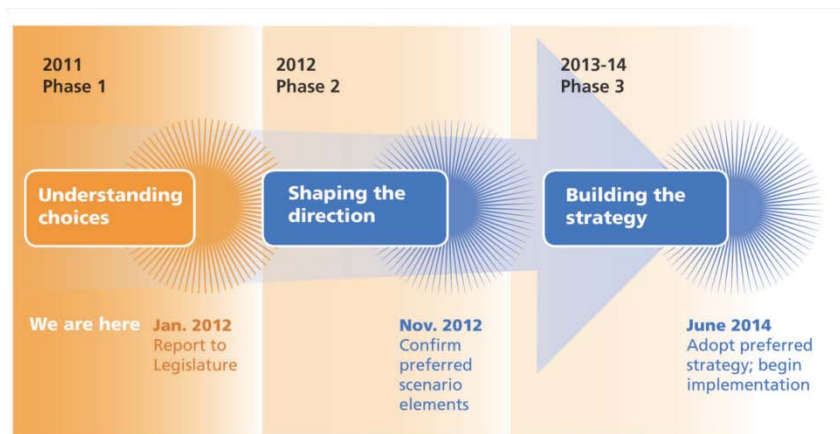 2011
Phase 1
2012
Phase 2
2013-14
Phase 3
Understanding
choices
Shaping the
direction
Building the
strategy
We are here
Jan. 2012
Report to
Legislature
Nov. 2012
Confirm
preferred
scenario
elements
June 2014
Adopt preferred
strategy; begin
implementation